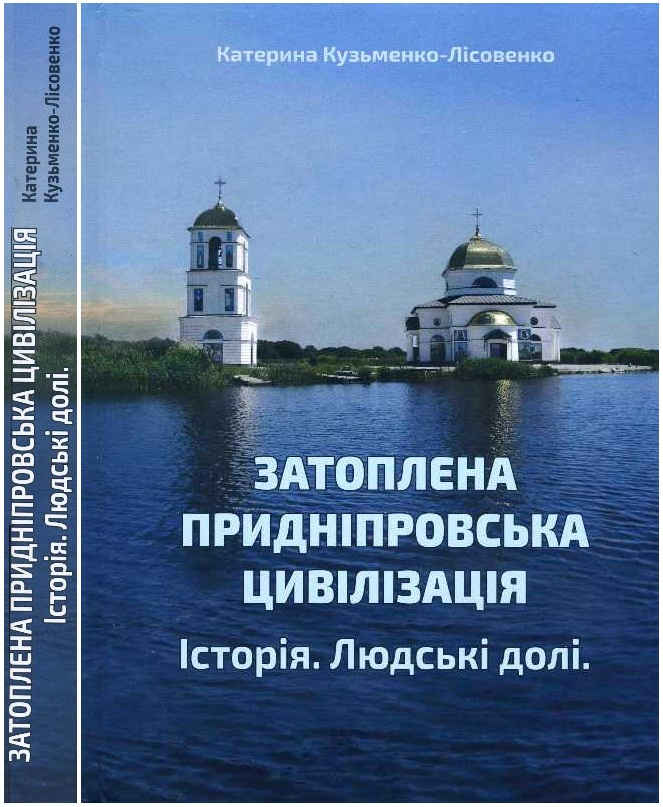 Катерина
Кузьменко-Лісовенко
ЗАТОПЛЕНА ПРИДНІПРОВСЬКА ЦИВІЛІЗАЦІЯ
Історія. Людські долі.
Катерина Кузьменко-Лісовенко
ЗАТОПЛЕНА
ПРИДНІПРОВСЬКА
ЦИВІЛІЗАЦІЯ
Історія. Людські долі.